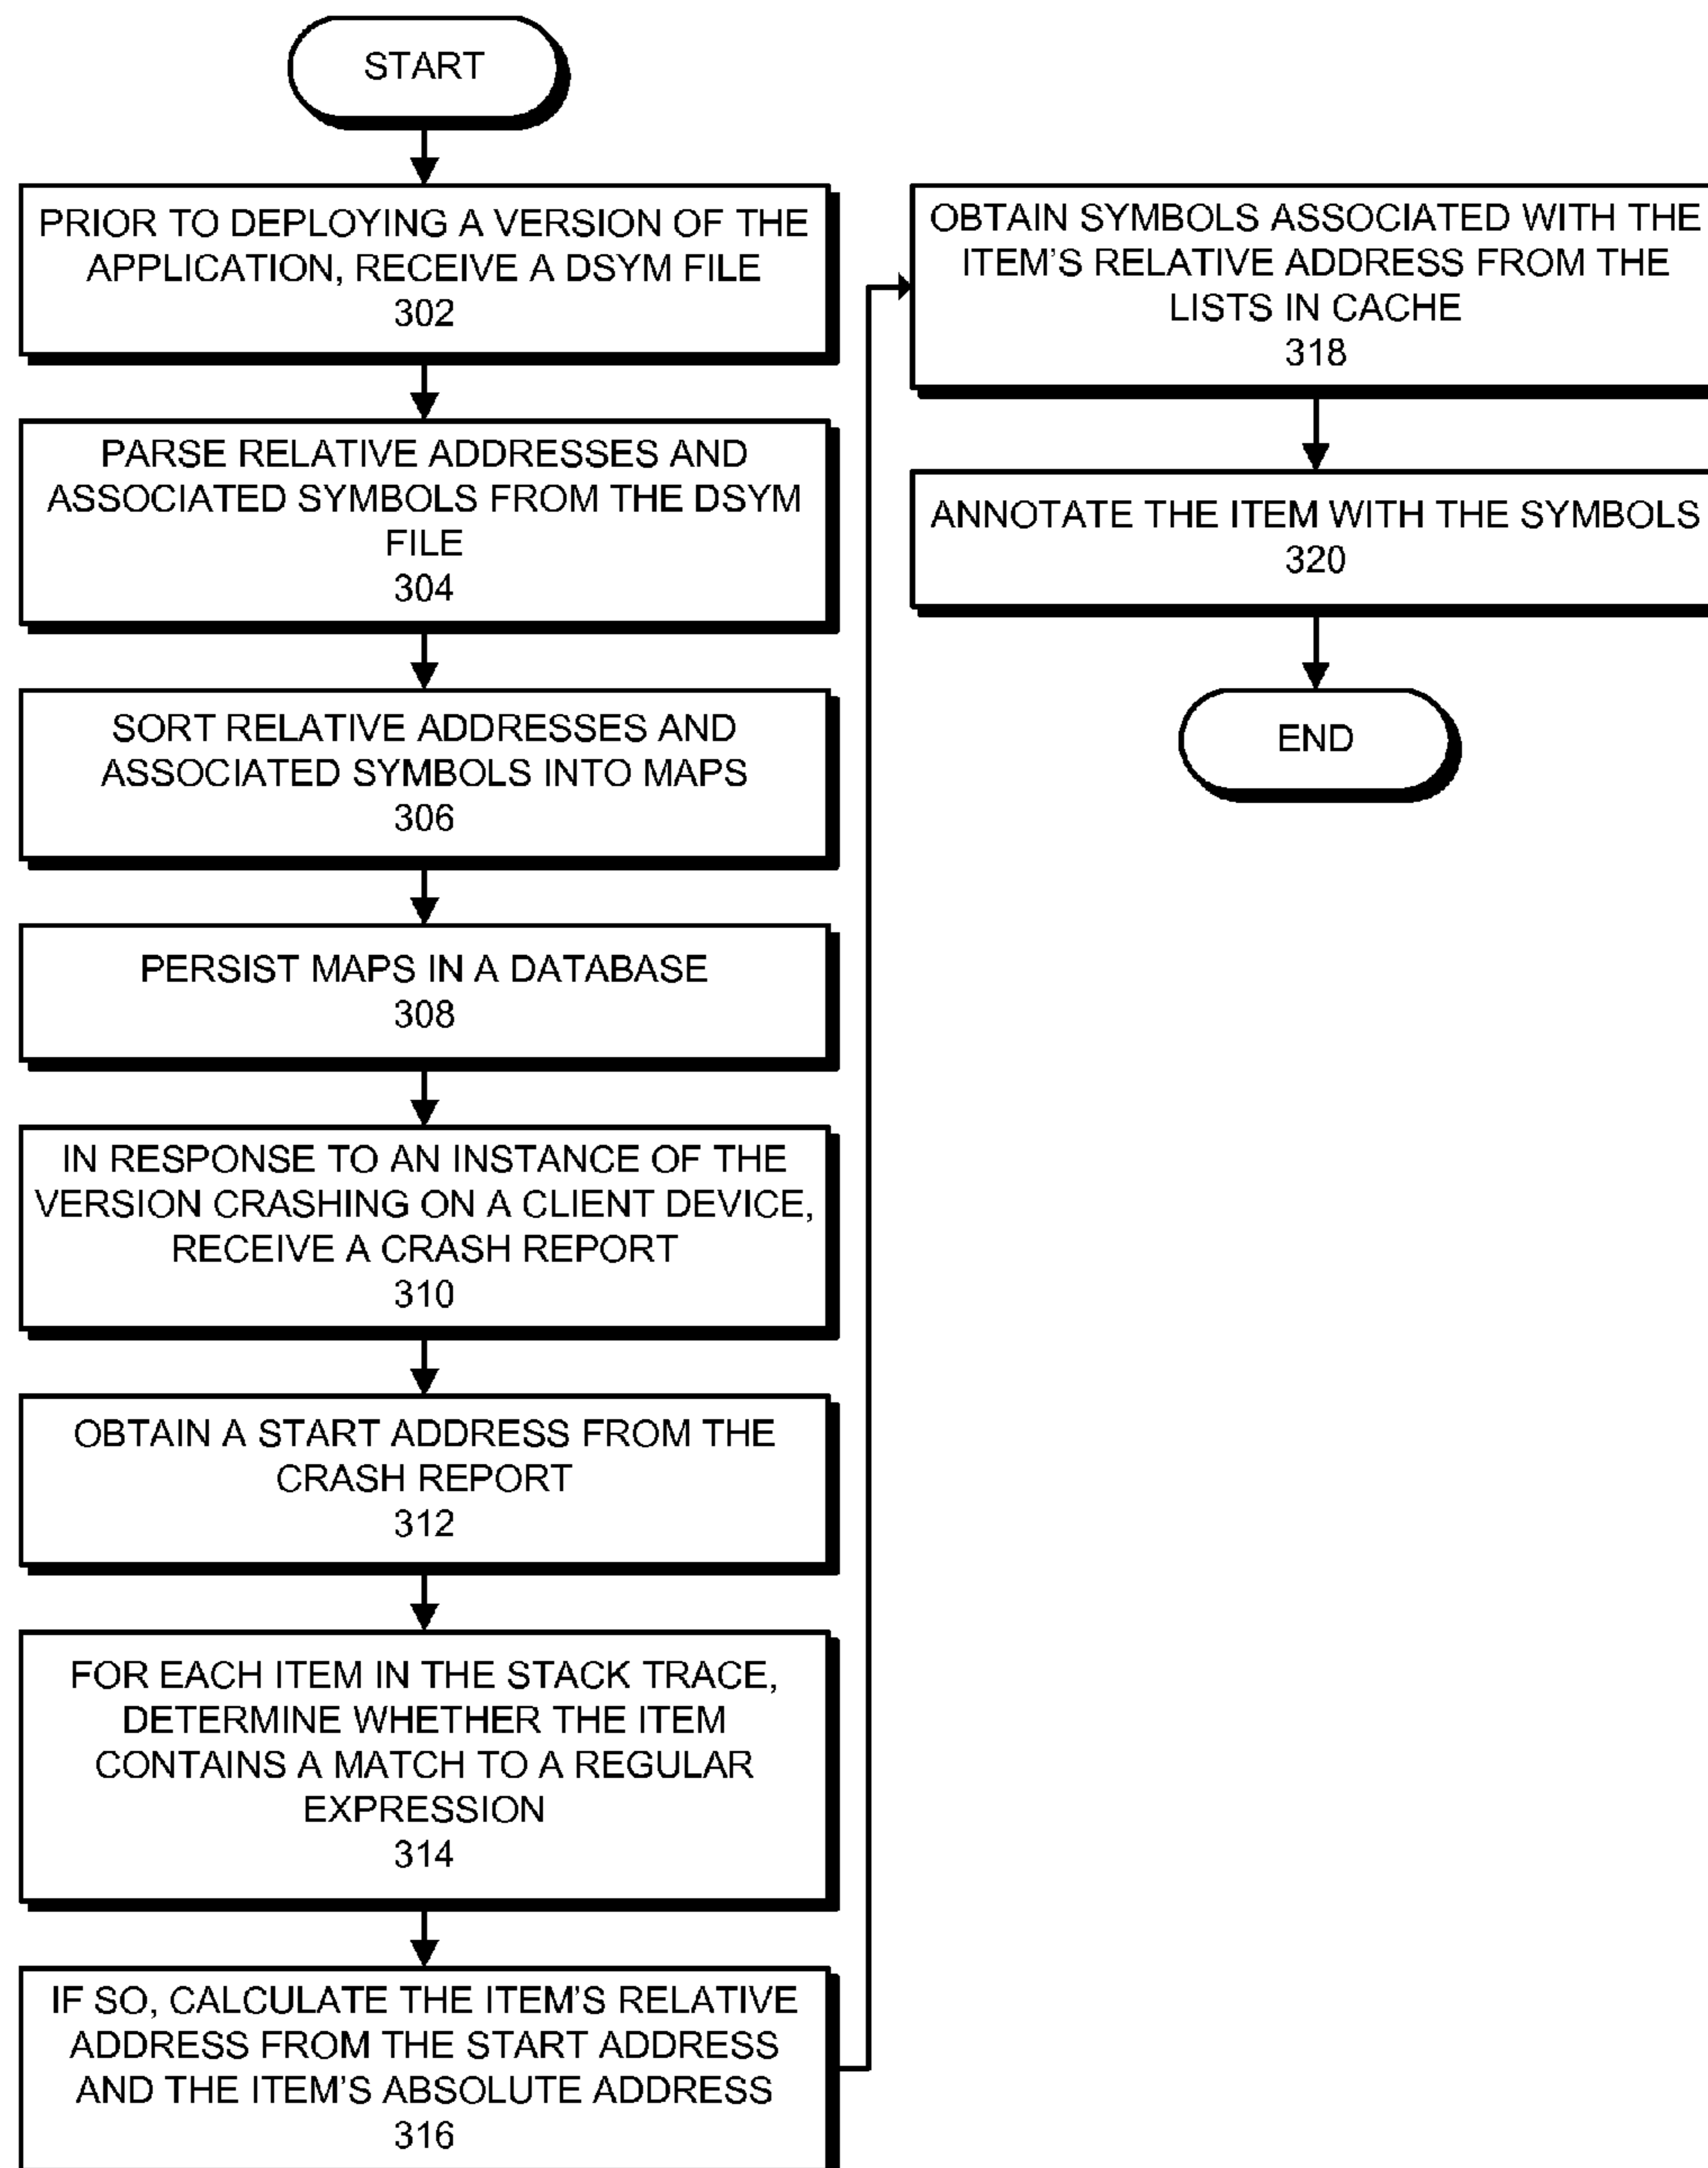 START
PRIOR TO DEPLOYING A VERSION OF THE
APPLICATION, RECEIVE A DSYM FILE
302
PARSE RELATIVE ADDRESSES AND
ASSOCIATED SYMBOLS FROM THE DSYM
FILE
304
SORT RELATIVE ADDRESSES AND
ASSOCIATED SYMBOLS INTO MAPS
306
PERSIST MAPS IN A DATABASE
308
IN RESPONSE TO AN INSTANCE OF THE
VERSION CRASHING ON A CLIENT DEVICE,
RECEIVE A CRASH REPORT
310
OBTAIN A START ADDRESS FROM THE
CRASH REPORT
312
FOR EACH ITEM IN THE STACK TRACE,
DETERMINE WHETHER THE ITEM
CONTAINS A MATCH TO A REGULAR
EXPRESSION
314
IF SO, CALCULATE THE ITEM'S RELATIVE
ADDRESS FROM THE START ADDRESS
AND THE ITEM'S ABSOLUTE ADDRESS
316
OBTAIN SYMBOLS ASSOCIATED WITH THE
ITEM'S RELATIVE ADDRESS FROM THE
LISTS IN CACHE
318
ANNOTATE THE ITEM WITH THE SYMBOLS
320
END